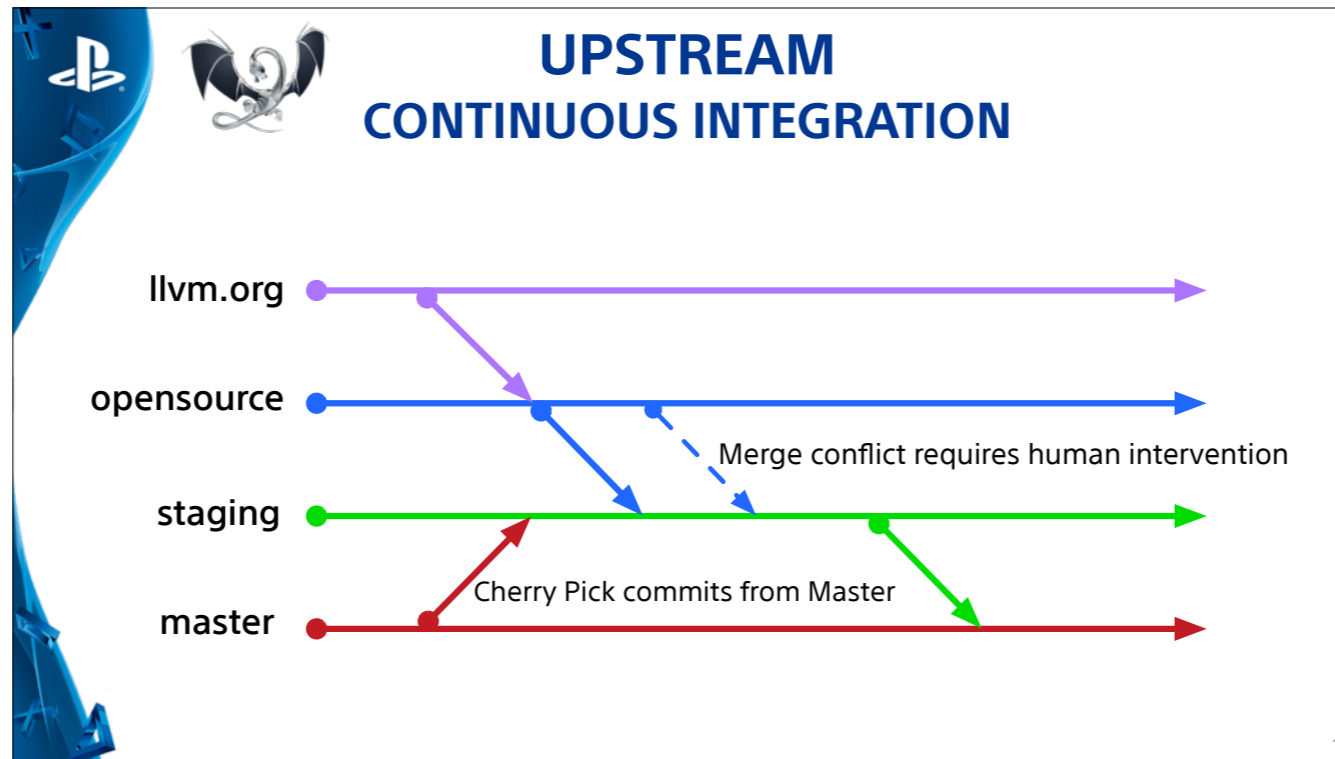 UPSTREAM
CONTINUOUS INTEGRATION
llvm.org
opensource
Merge conflict requires human intervention
staging
Cherry Pick commits from Master
master